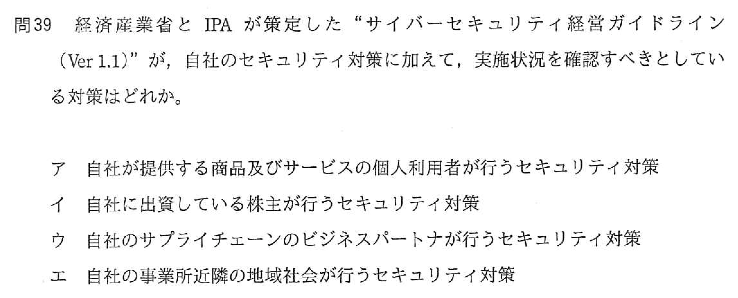 問39 経済産業省と IPA が策定した“サイバーセキュリティ経営ガイドライン
（Ver 1.1）”が，自社のセキュリティ対策に加えて，実施状況を確認すべきとしてい
る対策はどれか。
ア 自社が提供する商品及びサービスの個人利用者が行うセキュリティ対策
イ 自社に出資している株主が行うセキュリティ対策
ウ 自社のサプライチェーンのビジネスパートナが行うセキュリティ対策
エ 自社の事業所近隣の地域社会が行うセキュリティ対策